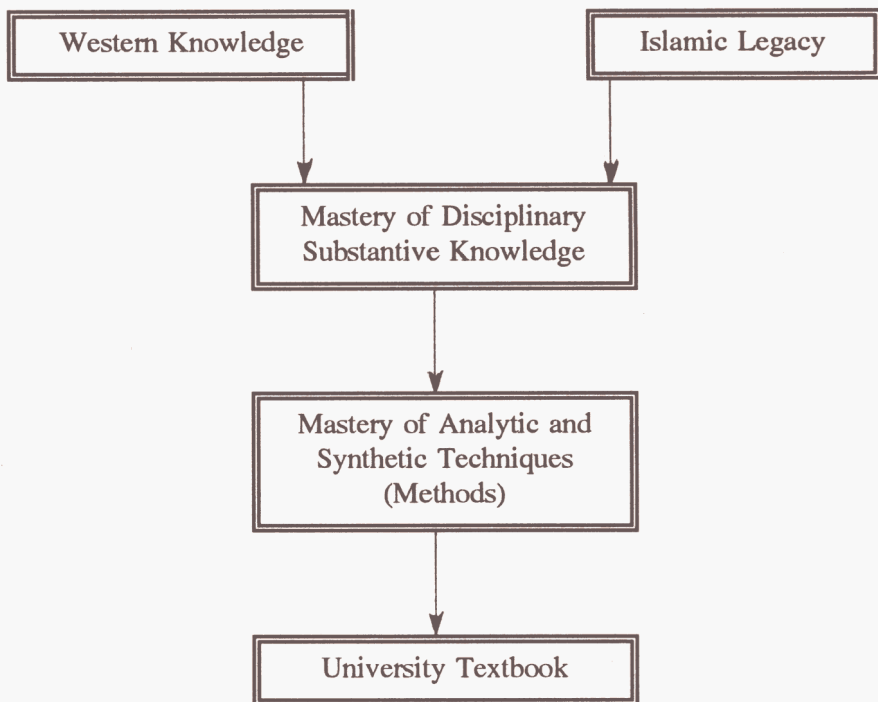 Western Knowledge
Islamic Legacy
Mastery of Disciplinary
Substantive Knowledge
Mastery of Analytic and
Synthetic Techniques
(Methods)
University Textbook